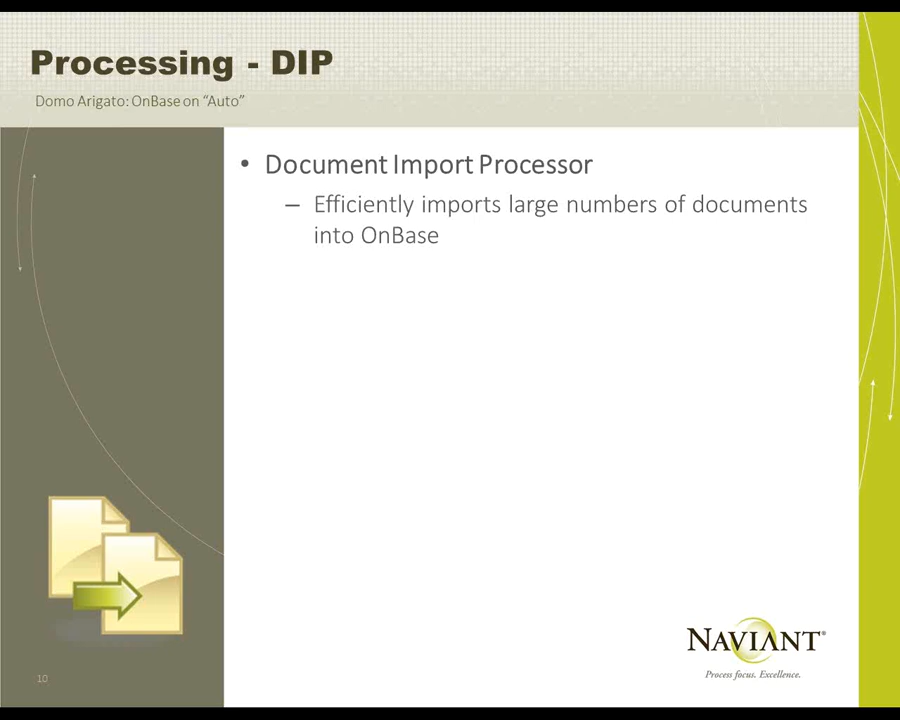 Processing - DIP
Domo Arigato: OnBase on “Auto”
• Document Import Processor
– Efficiently imports large numbers of documents
into OnBase
NAVIANT®
Process focus. Excellence.
10